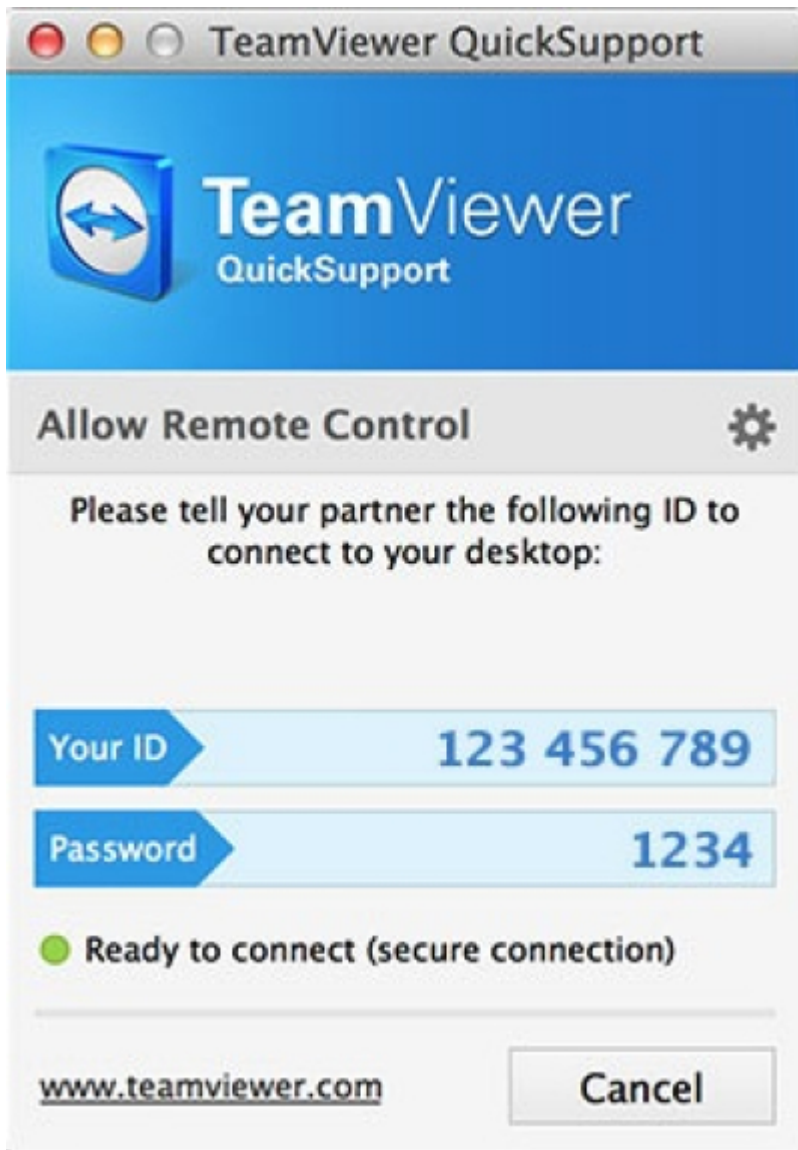 TeamViewer QuickSupport
TeamViewer
QuickSupport
Allow Remote Control
Please tell your partner the following ID to
connect to your desktop:
Your ID 123 456 789
Password 1234
Ready to connect (secure connection)
www.teamviewer.com Cancel